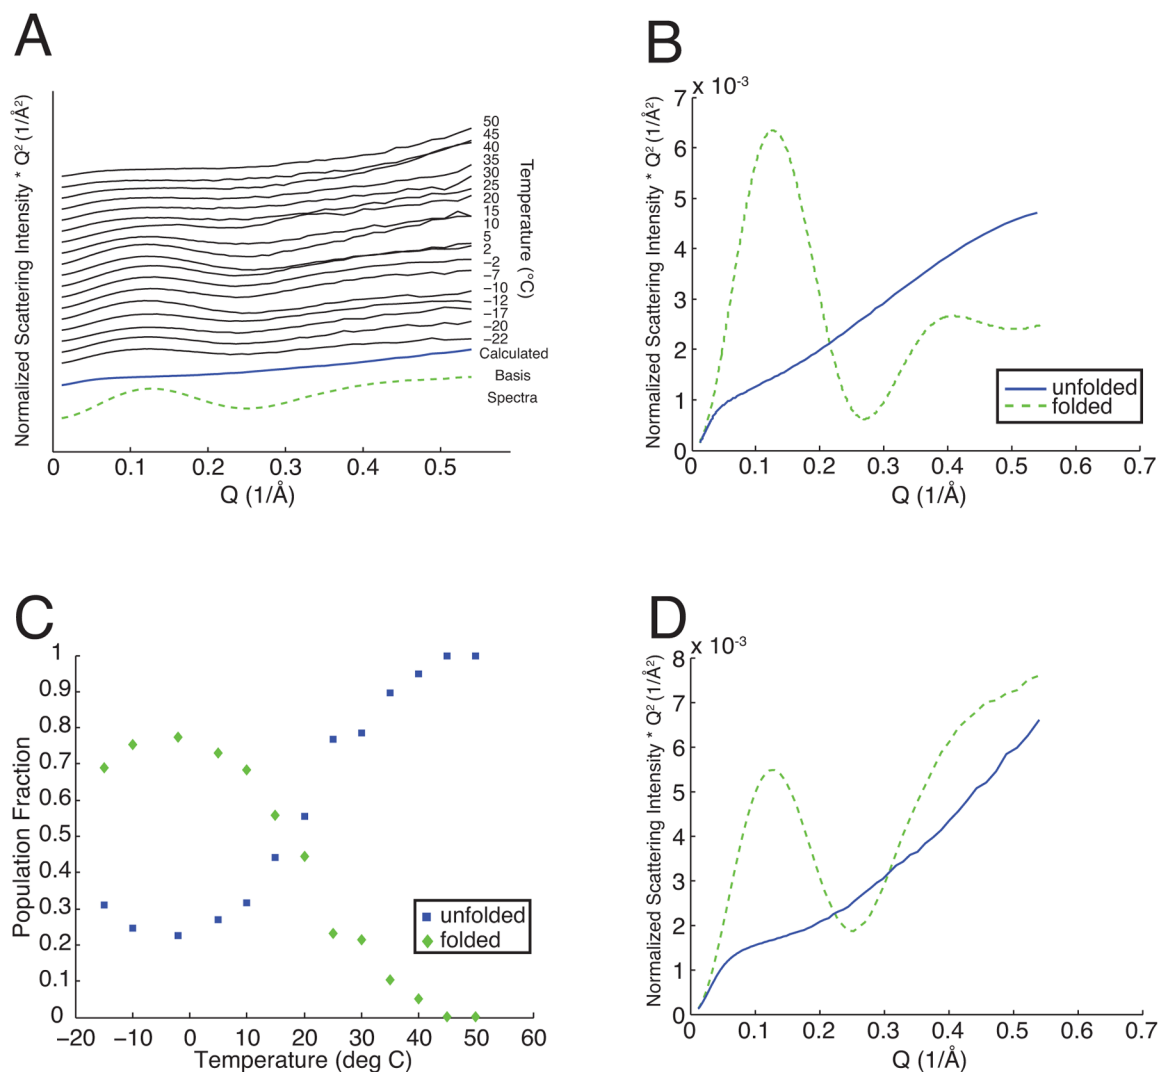 A
Normalized Scattering Intensity * Q² (1/Å²)
50
45
40
35
30
25
20
15
10
5
2
−2
−7
−10
−12
−17
−20
−22
Temperature (°C)
Calculated
Basis
Spectra
0 0.1 0.2 0.3 0.4 0.5
Q (1/Å)
B
x 10⁻³
Normalized Scattering Intensity * Q² (1/Å²)
7
6
5
4
3
2
1
0
unfolded
folded
0 0.1 0.2 0.3 0.4 0.5 0.6 0.7
Q (1/Å)
C
Population Fraction
1
0.9
0.8
0.7
0.6
0.5
0.4
0.3
0.2
0.1
0
unfolded
folded
−20 −10 0 10 20 30 40 50 60
Temperature (deg C)
D
x 10⁻³
Normalized Scattering Intensity * Q² (1/Å²)
8
7
6
5
4
3
2
1
0
0 0.1 0.2 0.3 0.4 0.5 0.6 0.7
Q (1/Å)